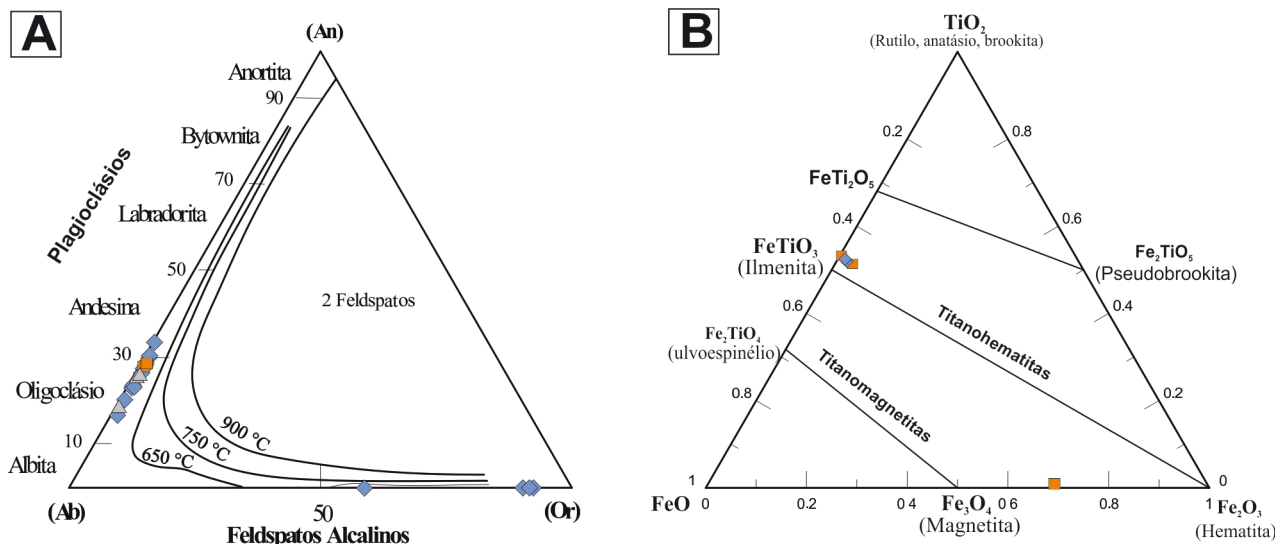 A
(An)
Anortita
90
Bytownita
70
Plagioclásios
Labradorita
50
2 Feldspatos
Andesina
30
Oligoclásio
900 °C
750 °C
650 °C
10
Albita
(Ab)
50
(Or)
Feldspatos Alcalinos
B
TiO2
(Rutilo, anatásio, brookita)
0.2
0.8
FeTi2O5
0.4
0.6
FeTiO3
(Ilmenita)
Fe2TiO5
(Pseudobrookita)
0.6
0.4
Titanohematitas
Fe2TiO4
(ulvoespinélio)
Titanomagnetitas
0.8
0.2
1
0
FeO
0
0.2
0 4
Fe3O4
0.6
0.8
1
Fe2O3
(Magnetita)
(Hematita)